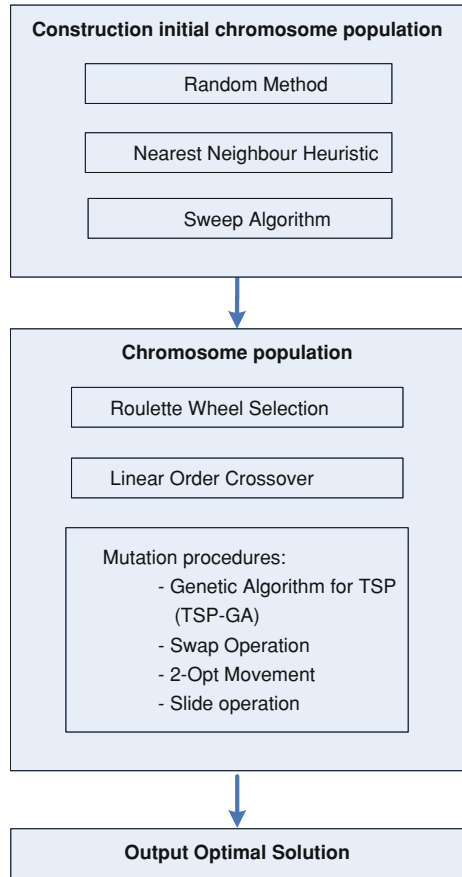 Construction initial chromosome population
Random Method
Nearest Neighbour Heuristic
Sweep Algorithm
Chromosome population
Roulette Wheel Selection
Linear Order Crossover
Mutation procedures:
- Genetic Algorithm for TSP
(TSP-GA)
- Swap Operation
- 2-Opt Movement
- Slide operation
Output Optimal Solution